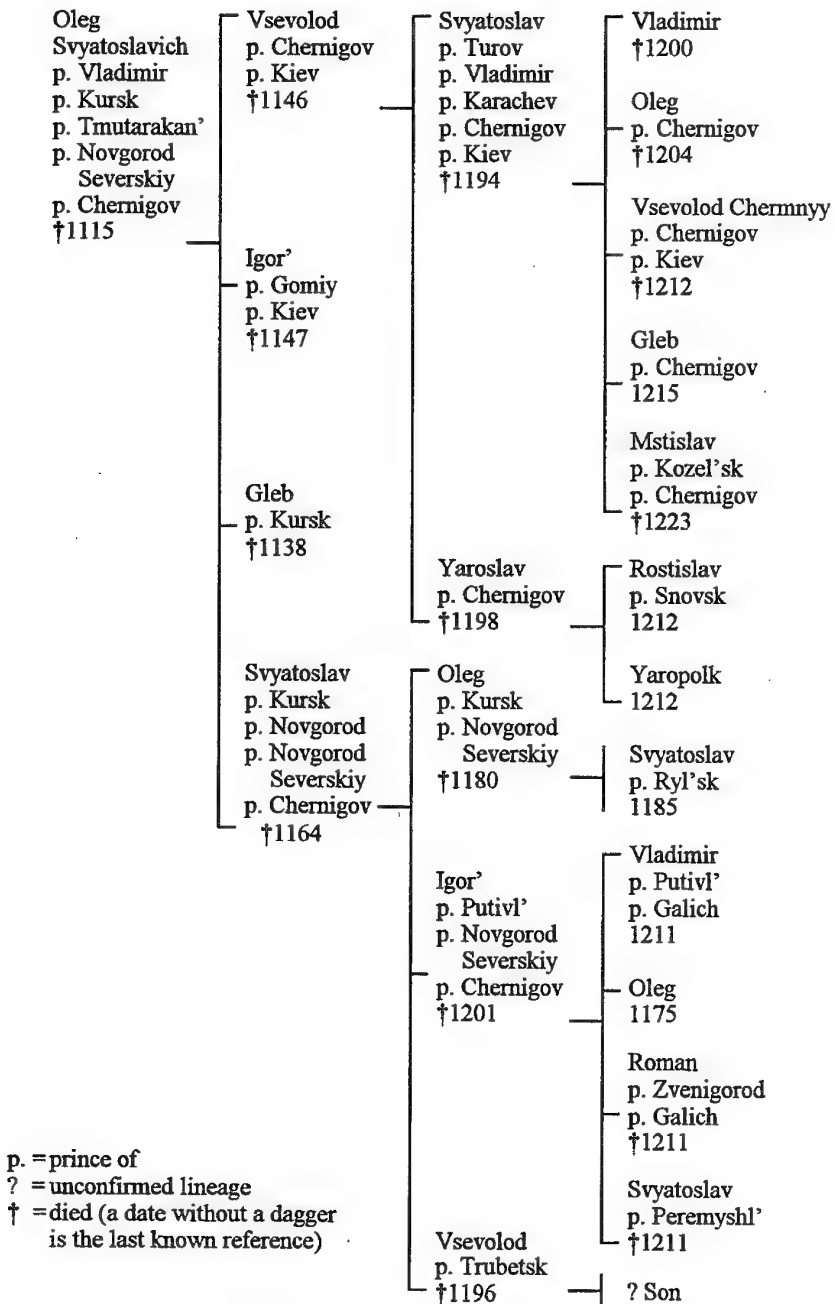 Oleg
Svyatoslavich
p. Vladimir
p. Kursk
p. Tmutarakan’
p. Novgorod
Severskiy
p. Chernigov
†1115
Vsevolod
p. Chernigov
p. Kiev
†1146
Igor’
p. Gomiy
p. Kiev
†1147
Gleb
p. Kursk
†1138
Svyatoslav
p. Kursk
p. Novgorod
p. Novgorod
Severskiy
p. Chernigov
†1164
Svyatoslav
p. Turov
p. Vladimir
p. Karachev
p. Chernigov
p. Kiev
†1194
Yaroslav
p. Chernigov
†1198
Oleg
p. Kursk
p. Novgorod
Severskiy
†1180
Igor’
p. Putivl’
p. Novgorod
Severskiy
p. Chernigov
†1201
Vsevolod
p. Trubetsk
†1196
Vladimir
†1200
Oleg
p. Chernigov
†1204
Vsevolod Chermnyy
p. Chernigov
p. Kiev
†1212
Gleb
p. Chernigov
1215
Mstislav
p. Kozel’sk
p. Chernigov
†1223
Rostislav
p. Snovsk
1212
Yaropolk
1212
Svyatoslav
p. Ryl’sk
1185
Vladimir
p. Putivl’
p. Galich
1211
Oleg
1175
Roman
p. Zvenigorod
p. Galich
†1211
Svyatoslav
p. Peremyshl’
†1211
? Son
p. =prince of
? =unconfirmed lineage
† =died (a date without a dagger
is the last known reference)